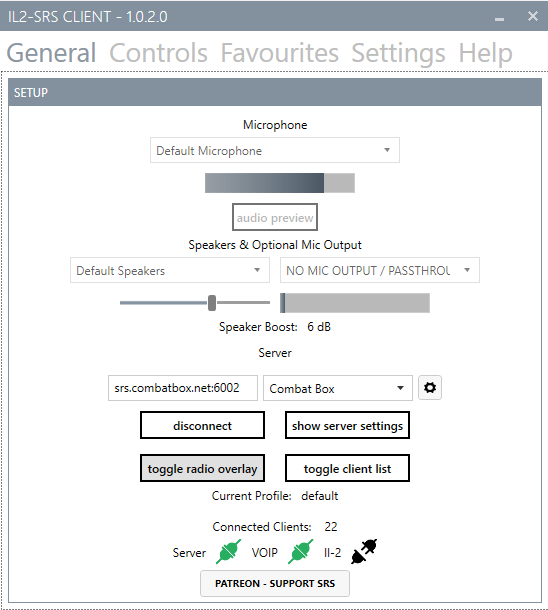 IL2-SRS CLIENT - 1.0.2.0
General Controls Favourites Settings Help
SETUP
Microphone
Default Microphone
audio preview
Speakers & Optional Mic Output
Default Speakers NO MIC OUTPUT / PASSTHROU
Speaker Boost: 6 dB
Server
srs.combatbox.net:6002 Combat Box
disconnect show server settings
toggle radio overlay toggle client list
Current Profile: default
Connected Clients: 22
Server VOIP Il-2
PATREON - SUPPORT SRS